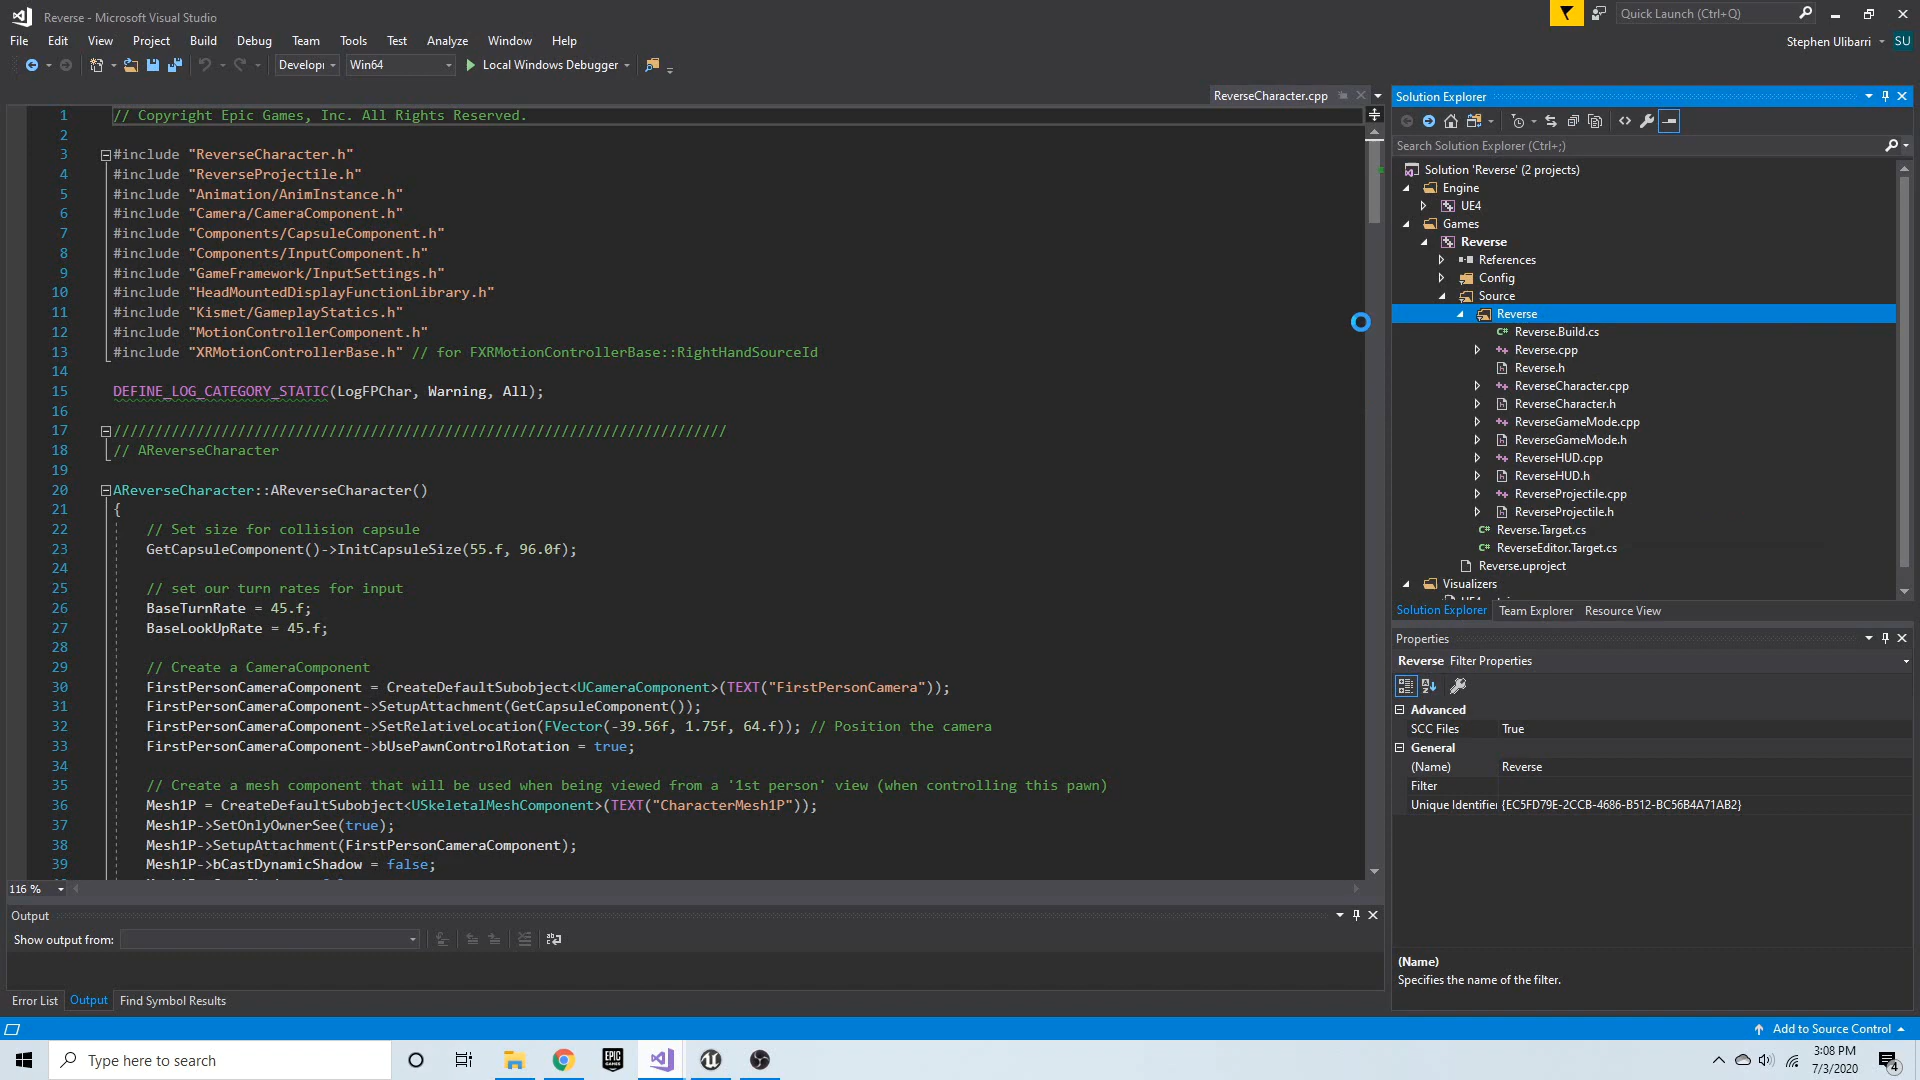 Reverse - Microsoft Visual Studio
Quick Launch (Ctrl+Q)
File Edit View Project Build Debug Team Tools Test Analyze Window Help
Stephen Ulibarri SU
Develop Win64 Local Windows Debugger
ReverseCharacter.cpp
1 // Copyright Epic Games, Inc. All Rights Reserved.
2
3 #include "ReverseCharacter.h"
4 #include "ReverseProjectile.h"
5 #include "Animation/AnimInstance.h"
6 #include "Camera/CameraComponent.h"
7 #include "Components/CapsuleComponent.h"
8 #include "Components/InputComponent.h"
9 #include "GameFramework/InputSettings.h"
10 #include "HeadMountedDisplayFunctionLibrary.h"
11 #include "Kismet/GameplayStatics.h"
12 #include "MotionControllerComponent.h"
13 #include "XRMotionControllerBase.h" // for FXRMotionControllerBase::RightHandSourceId
14
15 DEFINE_LOG_CATEGORY_STATIC(LogFPChar, Warning, All);
16
17 //////////////////////////////////////////////////////////////////////////
18 // AReverseCharacter
19
20 AReverseCharacter::AReverseCharacter()
21 {
22 // Set size for collision capsule
23 GetCapsuleComponent()->InitCapsuleSize(55.f, 96.0f);
24
25 // set our turn rates for input
26 BaseTurnRate = 45.f;
27 BaseLookUpRate = 45.f;
28
29 // Create a CameraComponent
30 FirstPersonCameraComponent = CreateDefaultSubobject<UCameraComponent>(TEXT("FirstPersonCamera"));
31 FirstPersonCameraComponent->SetupAttachment(GetCapsuleComponent());
32 FirstPersonCameraComponent->SetRelativeLocation(FVector(-39.56f, 1.75f, 64.f)); // Position the camera
33 FirstPersonCameraComponent->bUsePawnControlRotation = true;
34
35 // Create a mesh component that will be used when being viewed from a '1st person' view (when controlling this pawn)
36 Mesh1P = CreateDefaultSubobject<USkeletalMeshComponent>(TEXT("CharacterMesh1P"));
37 Mesh1P->SetOnlyOwnerSee(true);
38 Mesh1P->SetupAttachment(FirstPersonCameraComponent);
39 Mesh1P->bCastDynamicShadow = false;
116 %
Output
Show output from:
Error List Output Find Symbol Results
Solution Explorer
Search Solution Explorer (Ctrl+;)
Solution 'Reverse' (2 projects)
Engine
UE4
Games
Reverse
References
Config
Source
Reverse
Reverse.Build.cs
Reverse.cpp
Reverse.h
ReverseCharacter.cpp
ReverseCharacter.h
ReverseGameMode.cpp
ReverseGameMode.h
ReverseHUD.cpp
ReverseHUD.h
ReverseProjectile.cpp
ReverseProjectile.h
Reverse.Target.cs
ReverseEditor.Target.cs
Reverse.uproject
Visualizers
Solution Explorer Team Explorer Resource View
Properties
Reverse Filter Properties
Advanced
SCC Files True
General
(Name) Reverse
Filter
Unique Identifier {EC5FD79E-2CCB-4686-B512-BC56B4A71AB2}
(Name)
Specifies the name of the filter.
Add to Source Control
Type here to search
EPIC GAMES
3:08 PM
7/3/2020
4